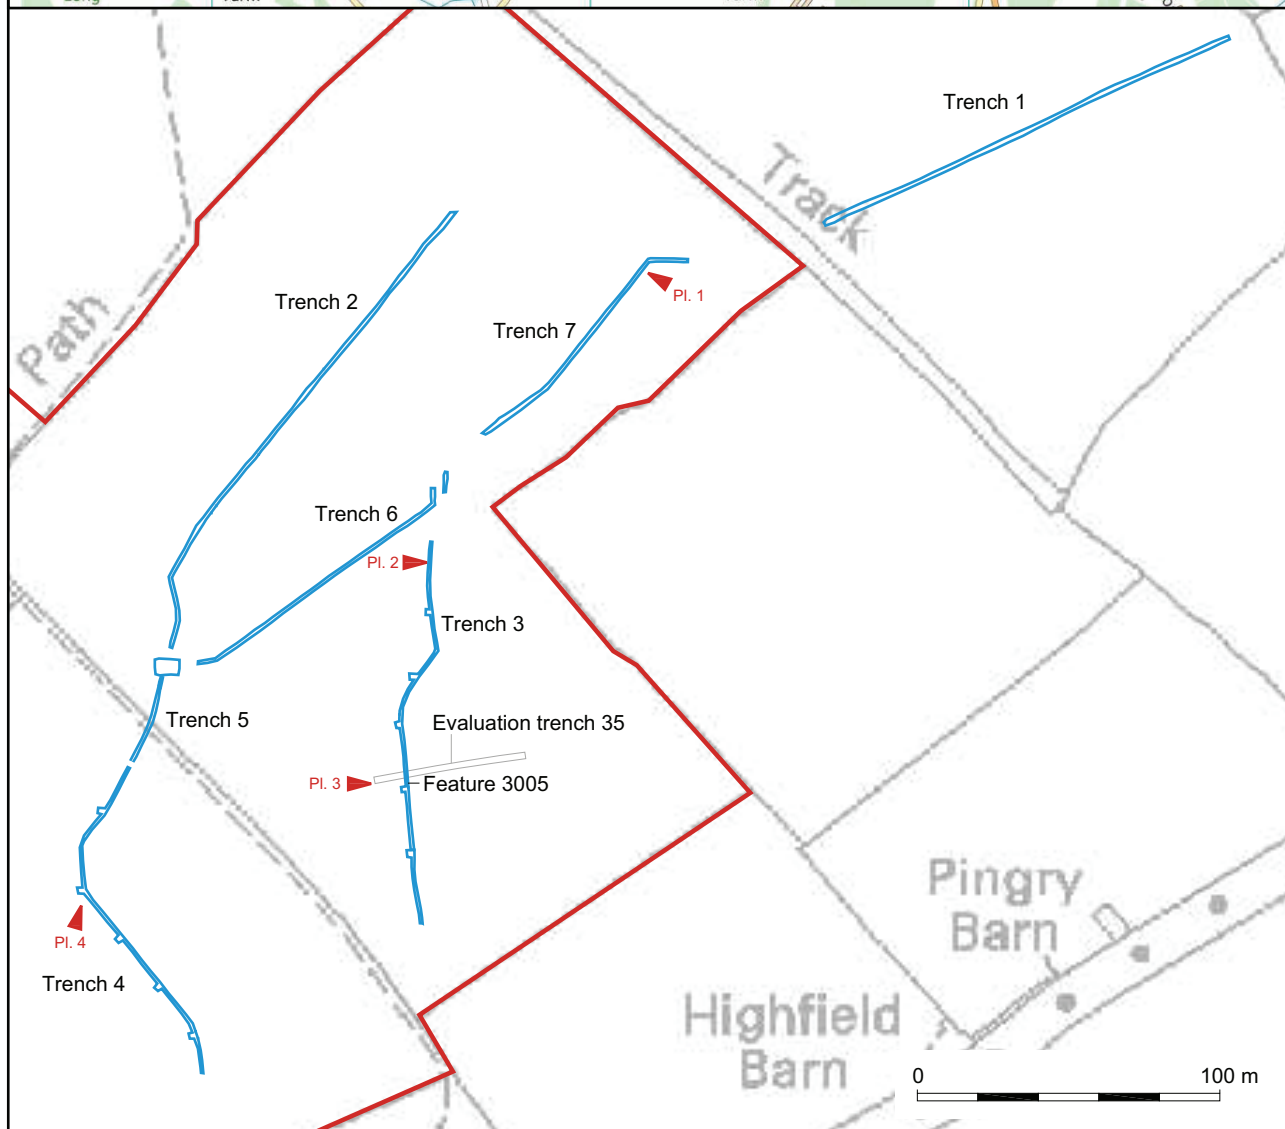 Trench 1
Track
Path
Trench 2
Pl. 1
Trench 7
Trench 6
Pl. 2
Trench 3
Trench 5
Evaluation trench 35
Pl. 3
Feature 3005
Pingry
Barn
Pl. 4
Trench 4
Highfield
Barn
0
100 m